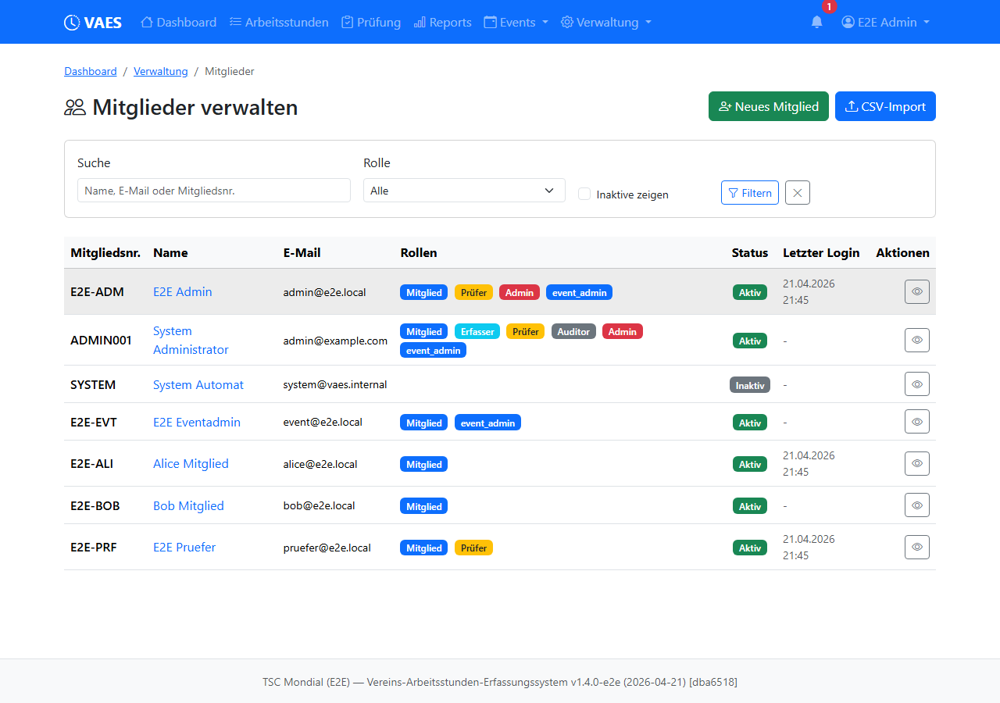 VAES Dashboard Arbeitsstunden Prüfung Reports Events Verwaltung 1 E2E Admin
Dashboard / Verwaltung / Mitglieder
Mitglieder verwalten Neues Mitglied CSV-Import
Suche Rolle
Name, E-Mail oder Mitgliedsnr. Alle Inaktive zeigen Filtern
Mitgliedsnr. Name E-Mail Rollen Status Letzter Login Aktionen
E2E-ADM E2E Admin admin@e2e.local Mitglied Prüfer Admin event_admin Aktiv 21.04.2026
21:45
ADMIN001 System Administrator admin@example.com Mitglied Erfasser Prüfer Auditor Admin
event_admin Aktiv -
SYSTEM System Automat system@vaes.internal Inaktiv -
E2E-EVT E2E Eventadmin event@e2e.local Mitglied event_admin Aktiv -
E2E-ALI Alice Mitglied alice@e2e.local Mitglied Aktiv 21.04.2026
21:45
E2E-BOB Bob Mitglied bob@e2e.local Mitglied Aktiv -
E2E-PRF E2E Pruefer pruefer@e2e.local Mitglied Prüfer Aktiv 21.04.2026
21:45
TSC Mondial (E2E) — Vereins-Arbeitsstunden-Erfassungssystem v1.4.0-e2e (2026-04-21) [dba6518]